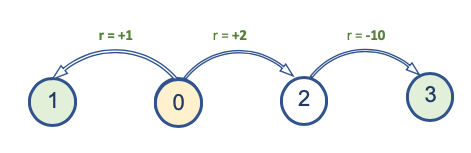 r = +1 r = +2 r = -10
1 0 2 3